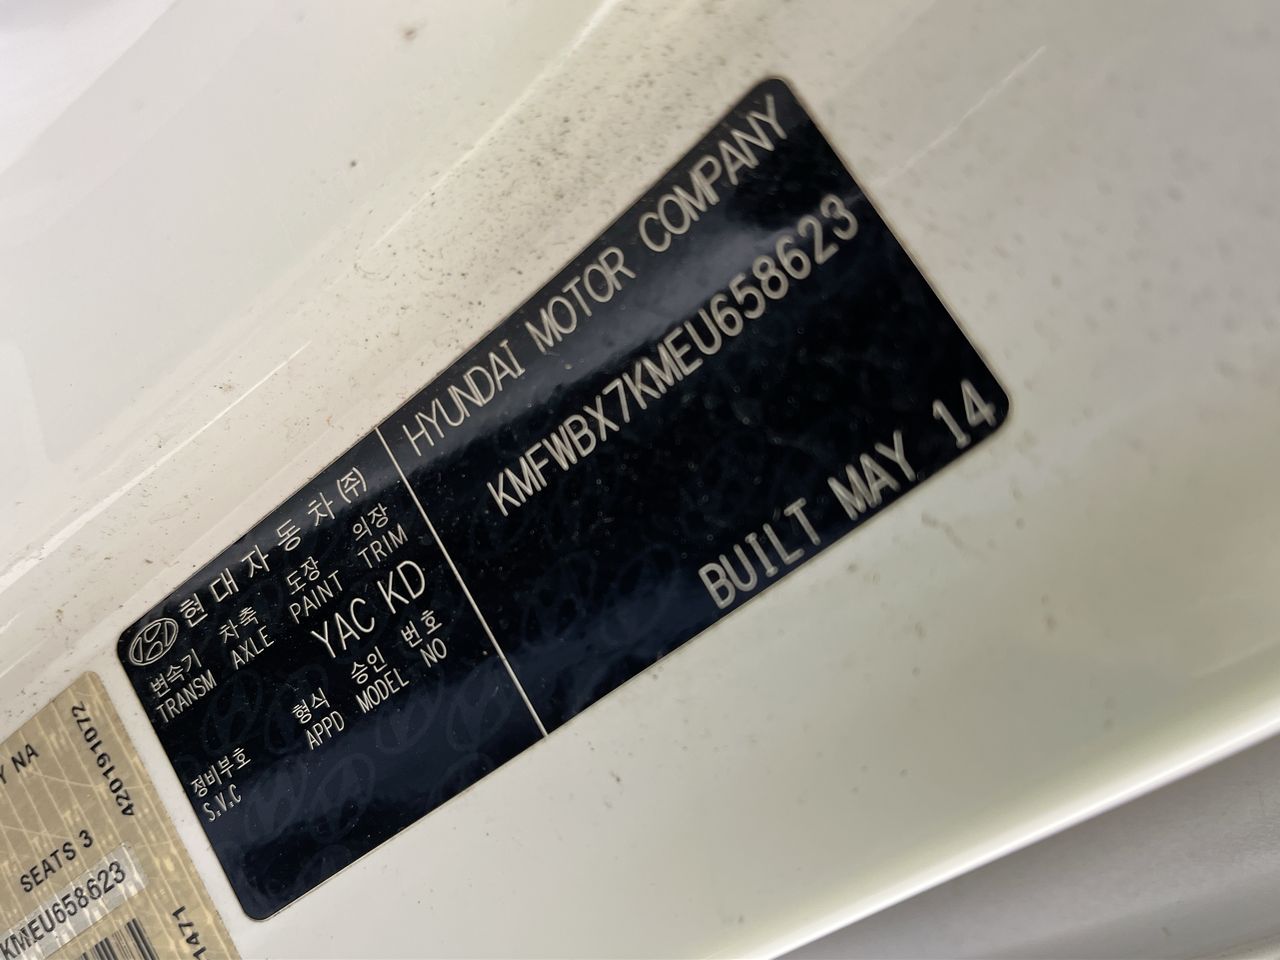 현대자동차(주)
변속기 차축 도장 의장
TRANSM AXLE PAINT TRIM
YAC KD
형식 승인 번호
APPD MODEL NO
정비부호
S.V.C
HYUNDAI MOTOR COMPANY
KMFWBX7KMEU658623
BUILT MAY 14
Y NA
420191072
SEATS 3
KMEU658623
1471